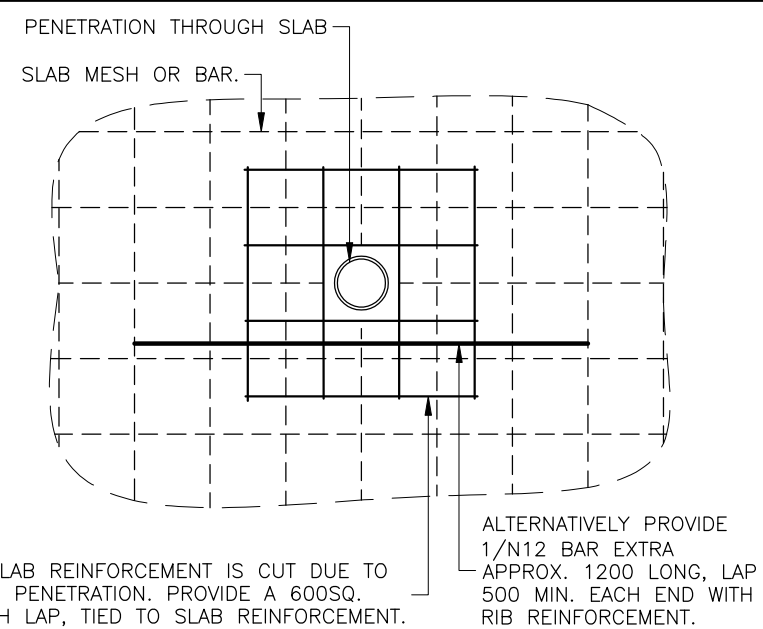 PENETRATION THROUGH SLAB
SLAB MESH OR BAR.
LAB REINFORCEMENT IS CUT DUE TO
PENETRATION. PROVIDE A 600SQ.
H LAP, TIED TO SLAB REINFORCEMENT.
ALTERNATIVELY PROVIDE
1/N12 BAR EXTRA
APPROX. 1200 LONG, LAP
500 MIN. EACH END WITH
RIB REINFORCEMENT.